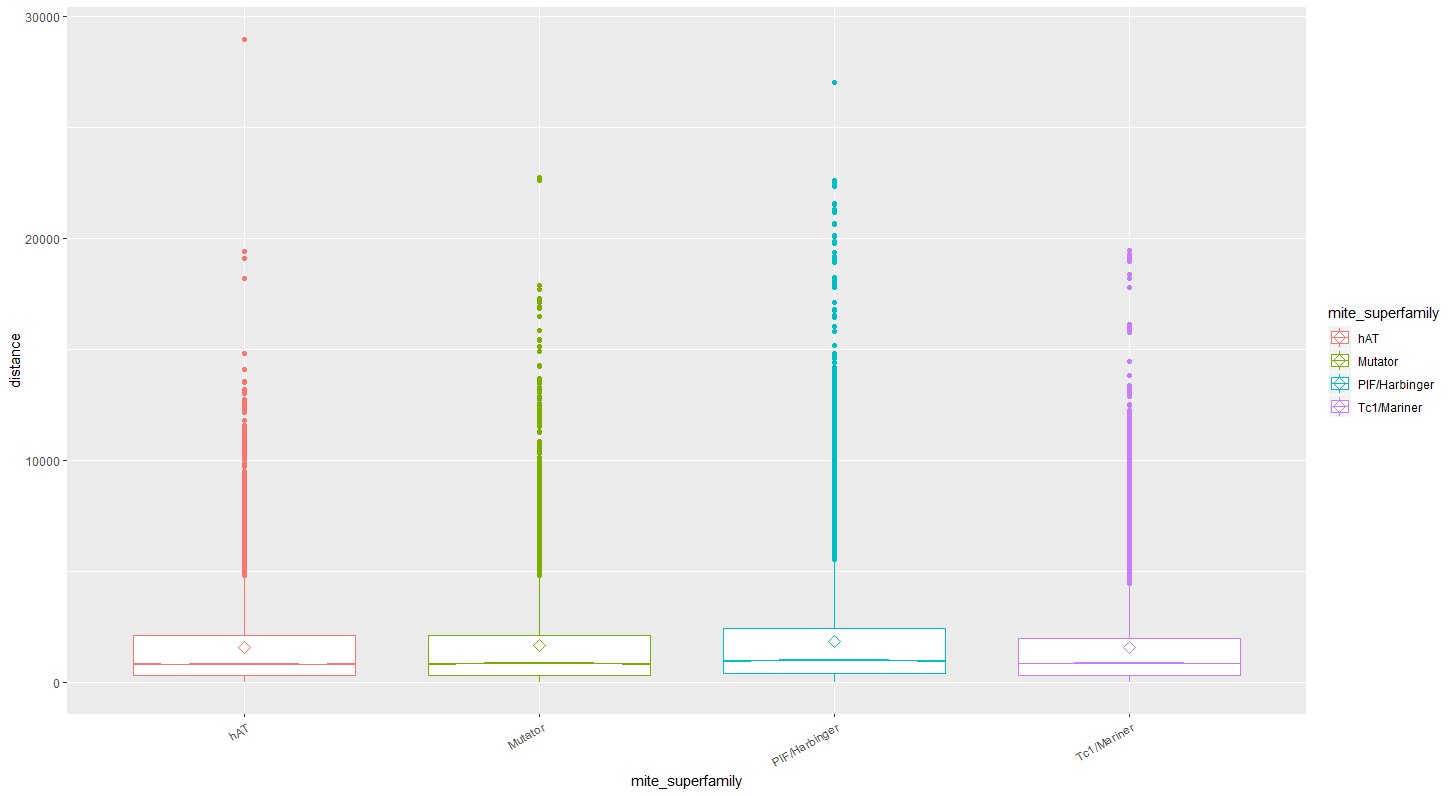 30000
20000
10000
0
distance
hAT
Mutator
PIF/Harbinger
Tc1/Mariner
mite_superfamily
mite_superfamily
hAT
Mutator
PIF/Harbinger
Tc1/Mariner